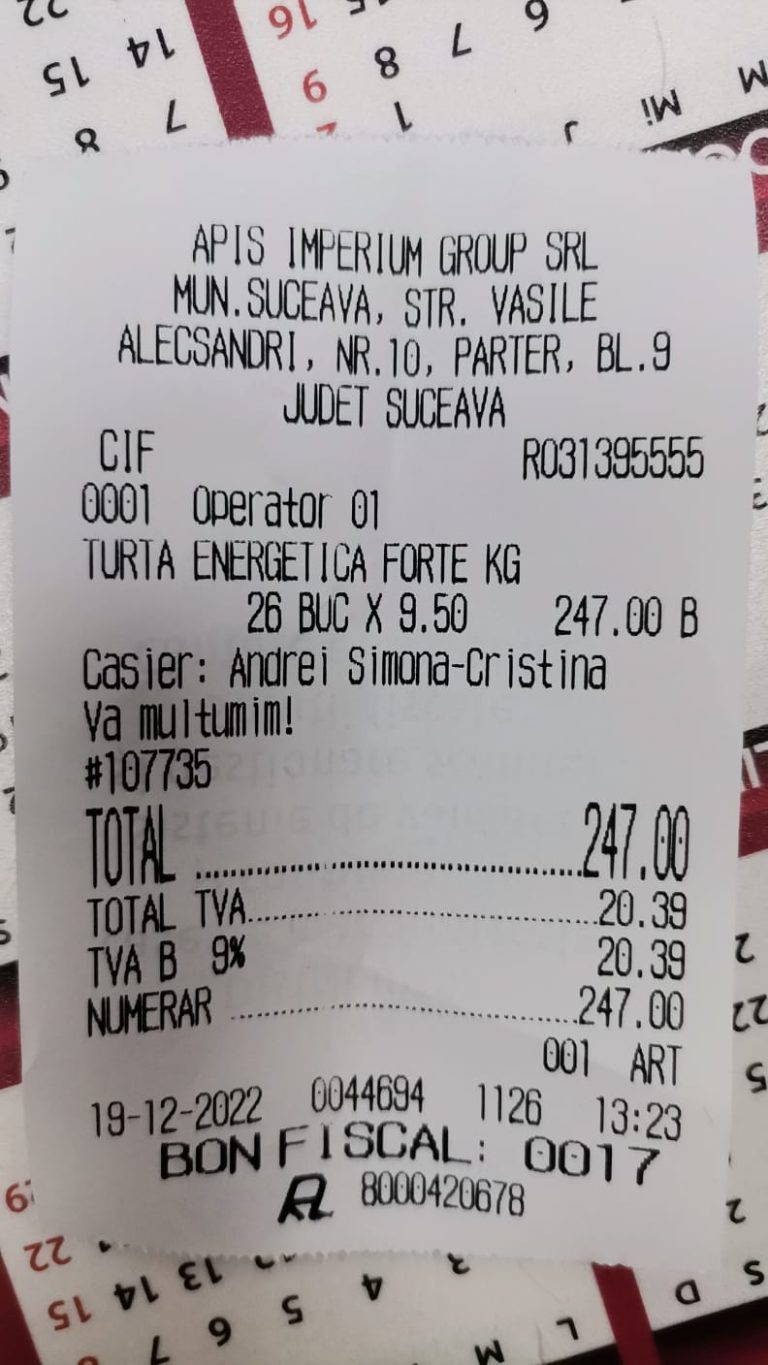 APIS IMPERIUM GROUP SRL
MUN.SUCEAVA, STR. VASILE
ALECSANDRI, NR.10, PARTER, BL.9
JUDET SUCEAVA
CIF RO31395555
0001 Operator 01
TURTA ENERGETICA FORTE KG
26 BUC X 9.50 247.00 B
Casier: Andrei Simona-Cristina
Va multumim!
#107735
TOTAL ........................................247.00
TOTAL TVA........................................20.39
TVA B 9% 20.39
NUMERAR ........................................247.00
001 ART
19-12-2022 0044694 1126 13:23
BON FISCAL: 0017
8000420678